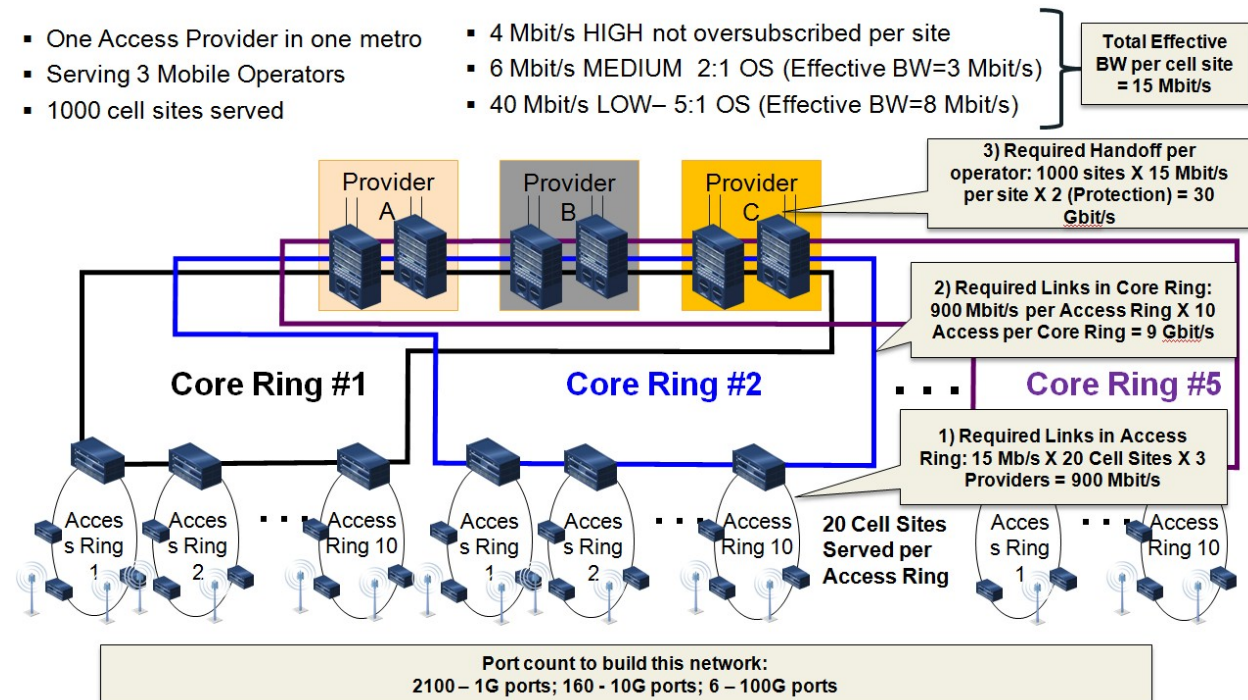 ▪ One Access Provider in one metro
▪ Serving 3 Mobile Operators
▪ 1000 cell sites served
▪ 4 Mbit/s HIGH not oversubscribed per site
▪ 6 Mbit/s MEDIUM 2:1 OS (Effective BW=3 Mbit/s)
▪ 40 Mbit/s LOW– 5:1 OS (Effective BW=8 Mbit/s)
Total Effective
BW per cell site
= 15 Mbit/s
3) Required Handoff per
operator: 1000 sites X 15 Mbit/s
per site X 2 (Protection) = 30
Gbit/s
Provider
A
Provider
B
Provider
C
2) Required Links in Core Ring:
900 Mbit/s per Access Ring X 10
Access per Core Ring = 9 Gbit/s
Core Ring #1
Core Ring #2
. . .
Core Ring #5
1) Required Links in Access
Ring: 15 Mb/s X 20 Cell Sites X 3
Providers = 900 Mbit/s
Acces
s Ring
1
Acces
s Ring
2
. . .
Access
Ring 10
Acces
s Ring
1
Acces
s Ring
2
. . .
Access
Ring 10
20 Cell Sites
Served per
Access Ring
Acces
s Ring
1
. . .
Access
Ring 10
Port count to build this network:
2100 – 1G ports; 160 - 10G ports; 6 – 100G ports